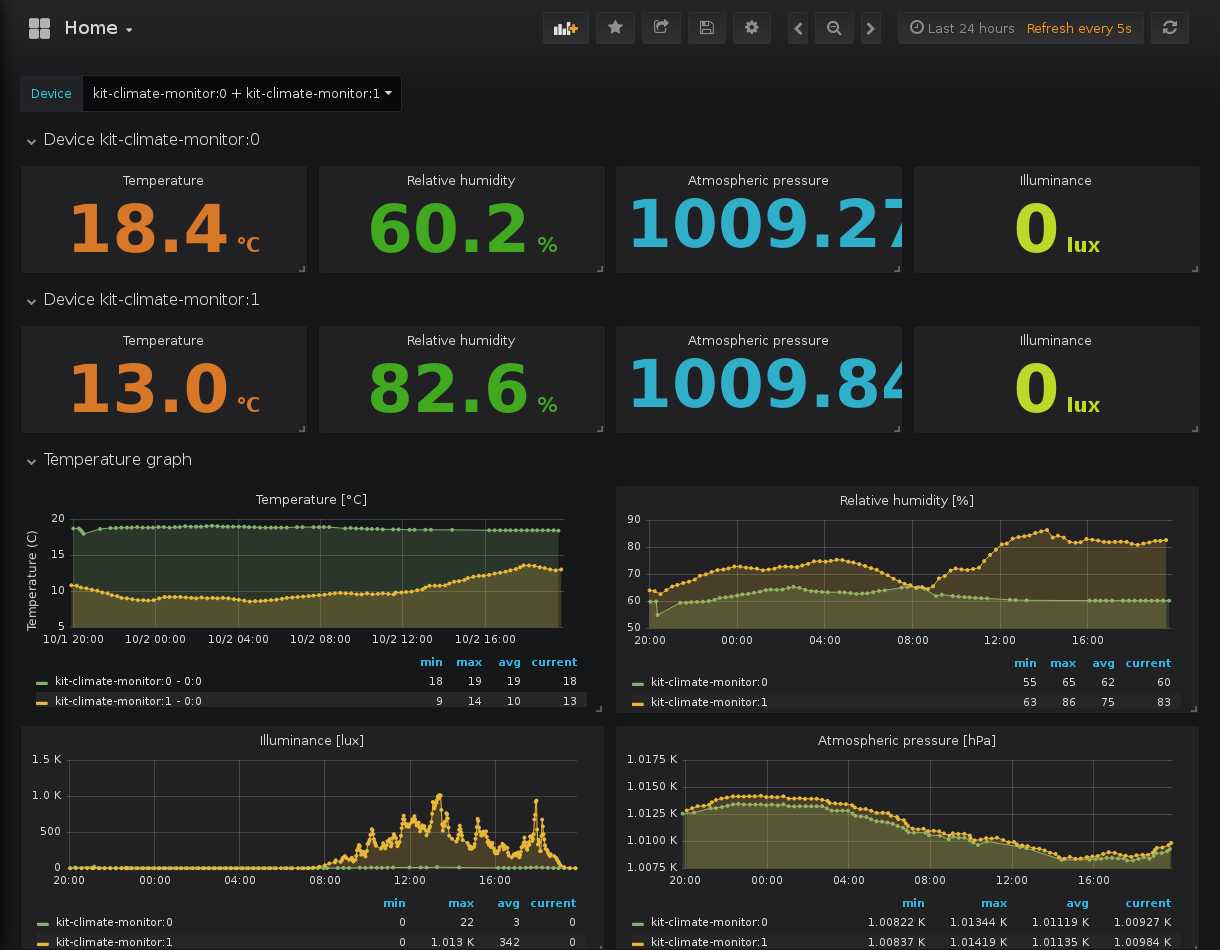 Home
Last 24 hours Refresh every 5s
Device kit-climate-monitor:0 + kit-climate-monitor:1
Device kit-climate-monitor:0
Temperature Relative humidity Atmospheric pressure Illuminance
18.4 °C 60.2 % 1009.27 0 lux
Device kit-climate-monitor:1
Temperature Relative humidity Atmospheric pressure Illuminance
13.0 °C 82.6 % 1009.84 0 lux
Temperature graph
Temperature [°C]
Temperature (C)
20
15
10
5
10/1 20:00 10/2 00:00 10/2 04:00 10/2 08:00 10/2 12:00 10/2 16:00
min max avg current
kit-climate-monitor:0 - 0:0 18 19 19 18
kit-climate-monitor:1 - 0:0 9 14 10 13
Relative humidity [%]
90
80
70
60
50
20:00 00:00 04:00 08:00 12:00 16:00
min max avg current
kit-climate-monitor:0 55 65 62 60
kit-climate-monitor:1 63 86 75 83
Illuminance [lux]
1.5 K
1.0 K
500
0
20:00 00:00 04:00 08:00 12:00 16:00
min max avg current
kit-climate-monitor:0 0 22 3 0
kit-climate-monitor:1 0 1.013 K 342 0
Atmospheric pressure [hPa]
1.0175 K
1.0150 K
1.0125 K
1.0100 K
1.0075 K
20:00 00:00 04:00 08:00 12:00 16:00
min max avg current
kit-climate-monitor:0 1.00822 K 1.01344 K 1.01119 K 1.00927 K
kit-climate-monitor:1 1.00837 K 1.01419 K 1.01135 K 1.00984 K